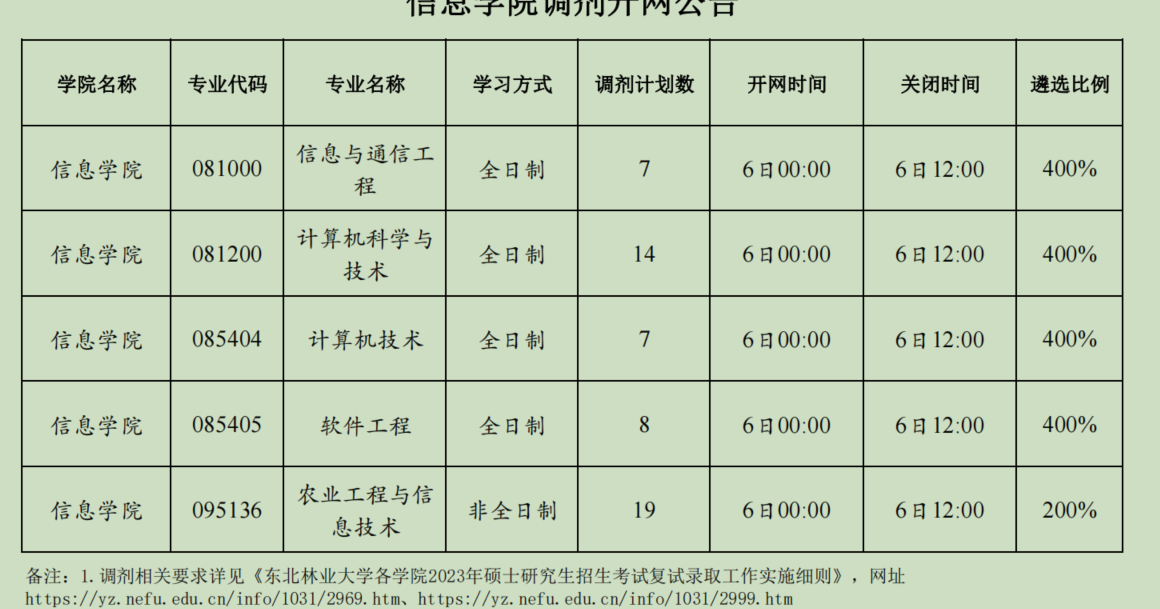 信息学院调剂开网公告
学院名称 专业代码 专业名称 学习方式 调剂计划数 开网时间 关闭时间 遴选比例
信息学院 081000 信息与通信工程 全日制 7 6日00:00 6日12:00 400%
信息学院 081200 计算机科学与技术 全日制 14 6日00:00 6日12:00 400%
信息学院 085404 计算机技术 全日制 7 6日00:00 6日12:00 400%
信息学院 085405 软件工程 全日制 8 6日00:00 6日12:00 400%
信息学院 095136 农业工程与信息技术 非全日制 19 6日00:00 6日12:00 200%
备注：1.调剂相关要求详见《东北林业大学各学院2023年硕士研究生招生考试复试录取工作实施细则》，网址
https://yz.nefu.edu.cn/info/1031/2969.htm、https://yz.nefu.edu.cn/info/1031/2999.htm